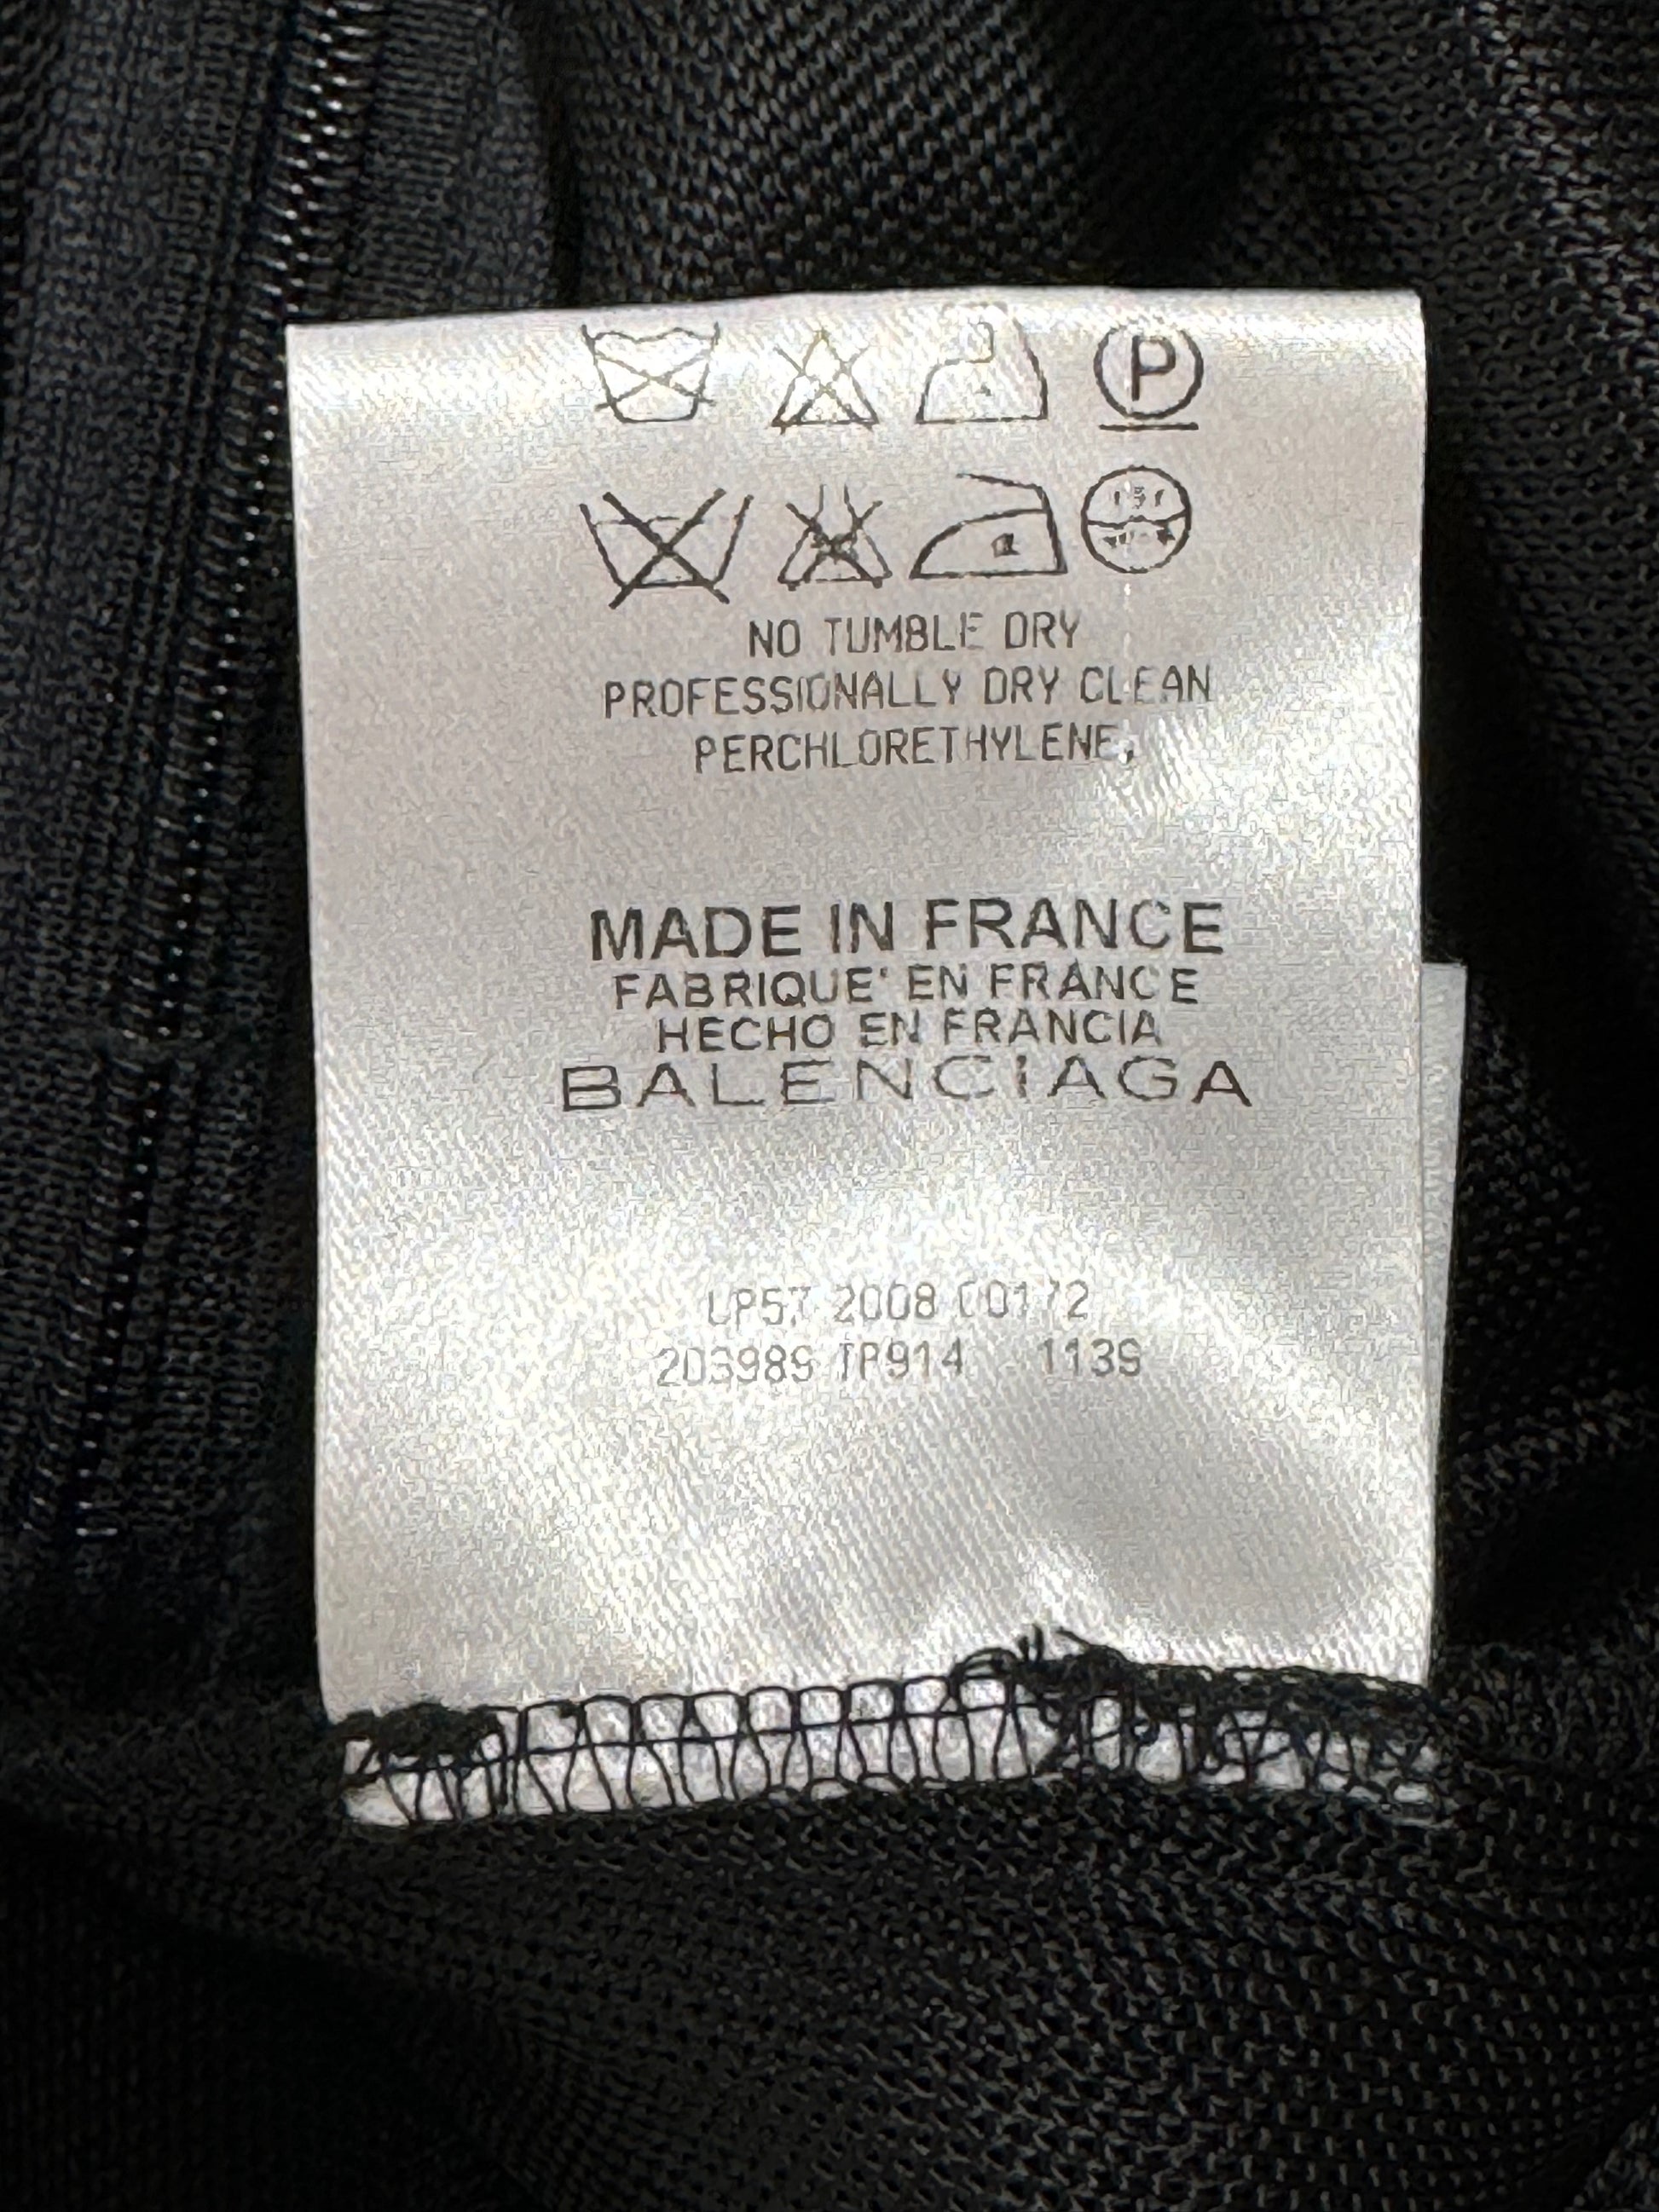 P
NO TUMBLE DRY
PROFESSIONALLY DRY CLEAN
PERCHLORETHYLENE,
MADE IN FRANCE
FABRIQUE' EN FRANCE
HECHO EN FRANCIA
BALENCIAGA
UP57 2008 00172
203989 TP914 1139